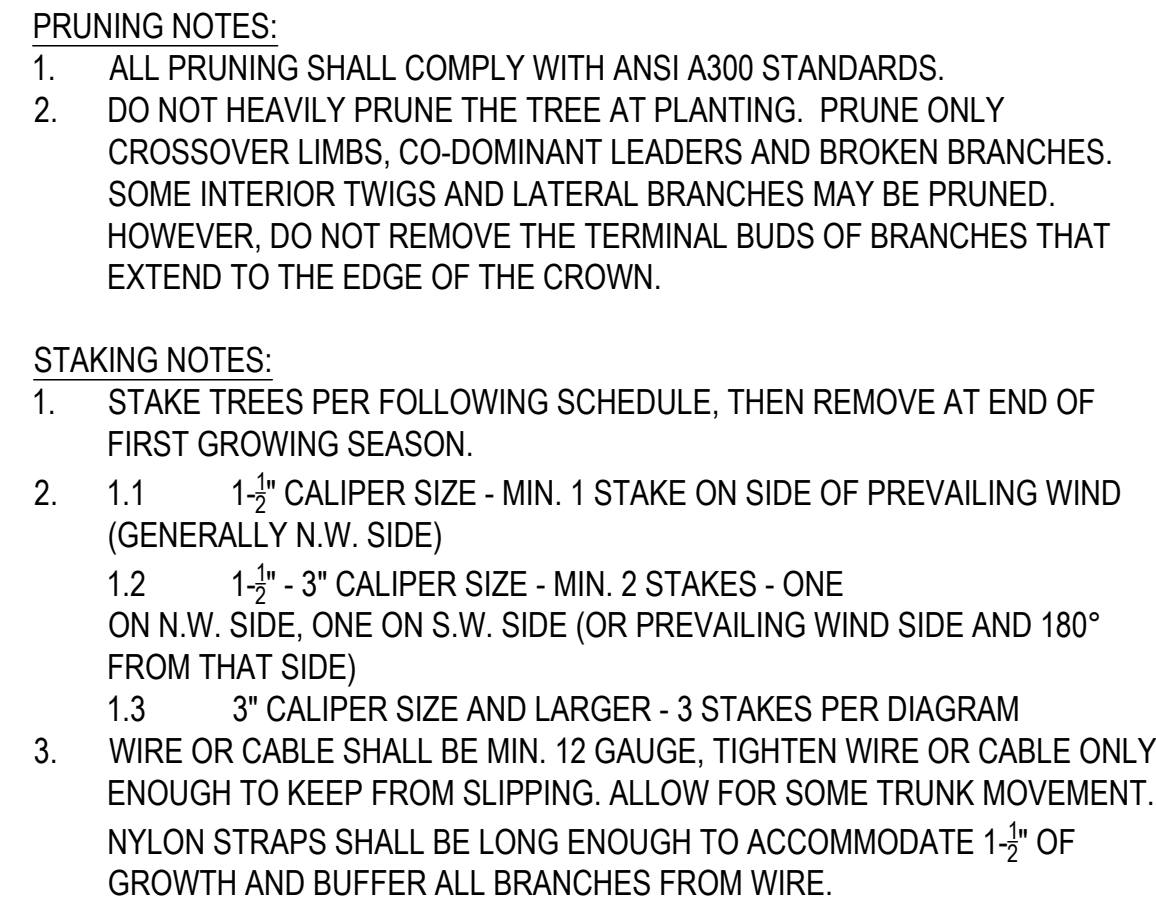 PRUNING NOTES:
1. ALL PRUNING SHALL COMPLY WITH ANSI A300 STANDARDS.
2. DO NOT HEAVILY PRUNE THE TREE AT PLANTING. PRUNE ONLY
CROSSOVER LIMBS, CO-DOMINANT LEADERS AND BROKEN BRANCHES.
SOME INTERIOR TWIGS AND LATERAL BRANCHES MAY BE PRUNED.
HOWEVER, DO NOT REMOVE THE TERMINAL BUDS OF BRANCHES THAT
EXTEND TO THE EDGE OF THE CROWN.
STAKING NOTES:
1. STAKE TREES PER FOLLOWING SCHEDULE, THEN REMOVE AT END OF
FIRST GROWING SEASON.
2. 1.1 1-½" CALIPER SIZE - MIN. 1 STAKE ON SIDE OF PREVAILING WIND
(GENERALLY N.W. SIDE)
1.2 1-½" - 3" CALIPER SIZE - MIN. 2 STAKES - ONE
ON N.W. SIDE, ONE ON S.W. SIDE (OR PREVAILING WIND SIDE AND 180°
FROM THAT SIDE)
1.3 3" CALIPER SIZE AND LARGER - 3 STAKES PER DIAGRAM
3. WIRE OR CABLE SHALL BE MIN. 12 GAUGE, TIGHTEN WIRE OR CABLE ONLY
ENOUGH TO KEEP FROM SLIPPING. ALLOW FOR SOME TRUNK MOVEMENT.
NYLON STRAPS SHALL BE LONG ENOUGH TO ACCOMMODATE 1-½" OF
GROWTH AND BUFFER ALL BRANCHES FROM WIRE.